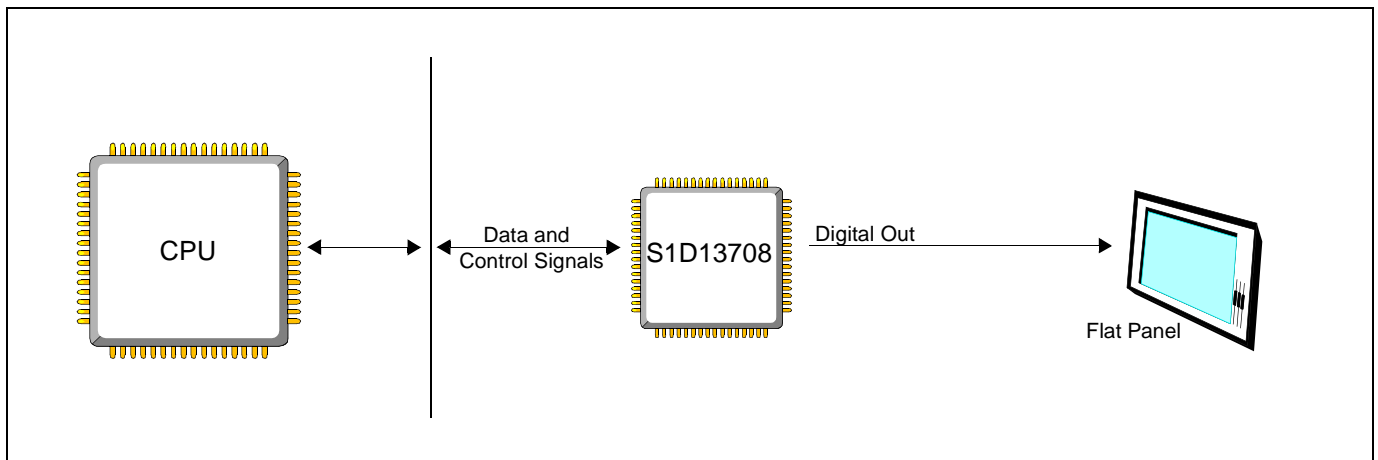 CPU
Data and
Control Signals
S1D13708
Digital Out
Flat Panel